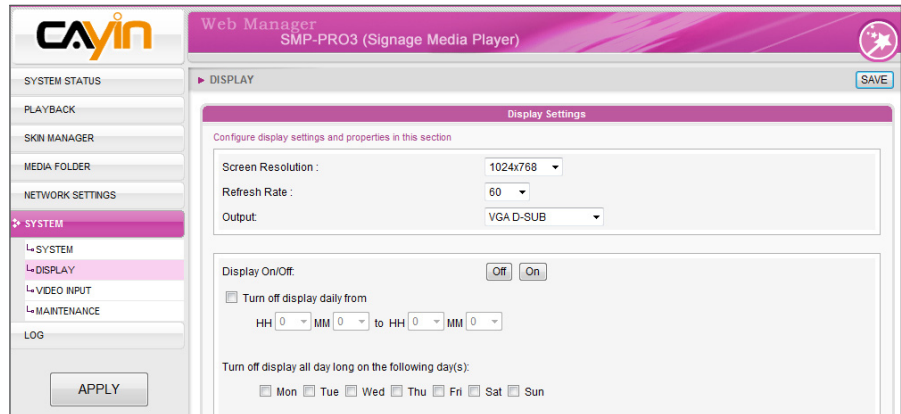 CAYIN
Web Manager
SMP-PRO3 (Signage Media Player)
SYSTEM STATUS
PLAYBACK
SKIN MANAGER
MEDIA FOLDER
NETWORK SETTINGS
SYSTEM
SYSTEM
DISPLAY
VIDEO INPUT
MAINTENANCE
LOG
APPLY
DISPLAY
SAVE
Display Settings
Configure display settings and properties in this section
Screen Resolution : 1024x768
Refresh Rate : 60
Output: VGA D-SUB
Display On/Off: Off On
Turn off display daily from
HH 0 MM 0 to HH 0 MM 0
Turn off display all day long on the following day(s):
Mon Tue Wed Thu Fri Sat Sun